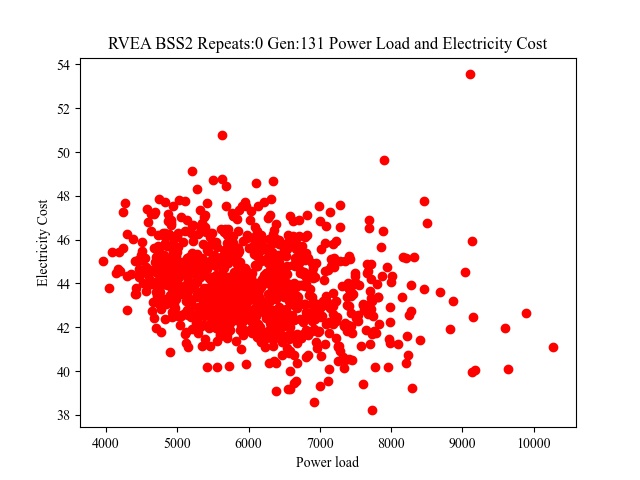 RVEA BSS2 Repeats:0 Gen:131 Power Load and Electricity Cost
54
52
50
48
46
44
42
40
38
Electricity Cost
4000 5000 6000 7000 8000 9000 10000
Power load